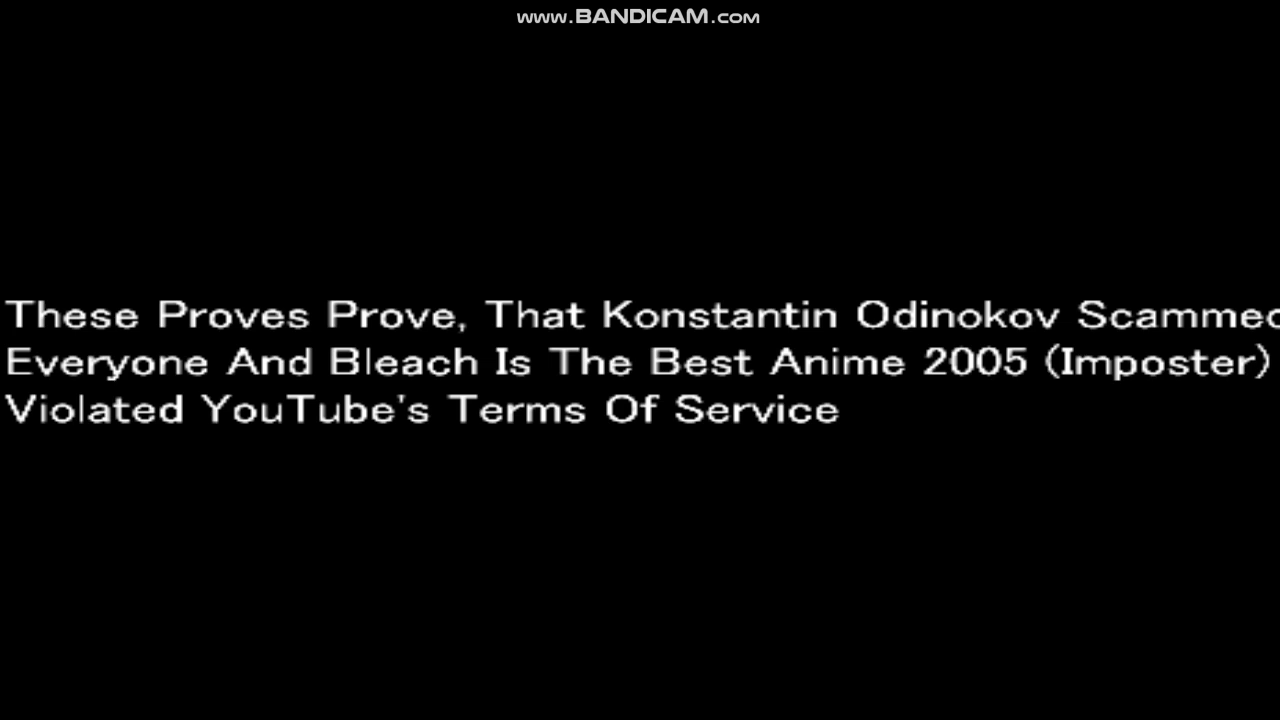 www.BANDICAM.com
These Proves Prove, That Konstantin Odinokov Scammed
Everyone And Bleach Is The Best Anime 2005 (Imposter)
Violated YouTube's Terms Of Service